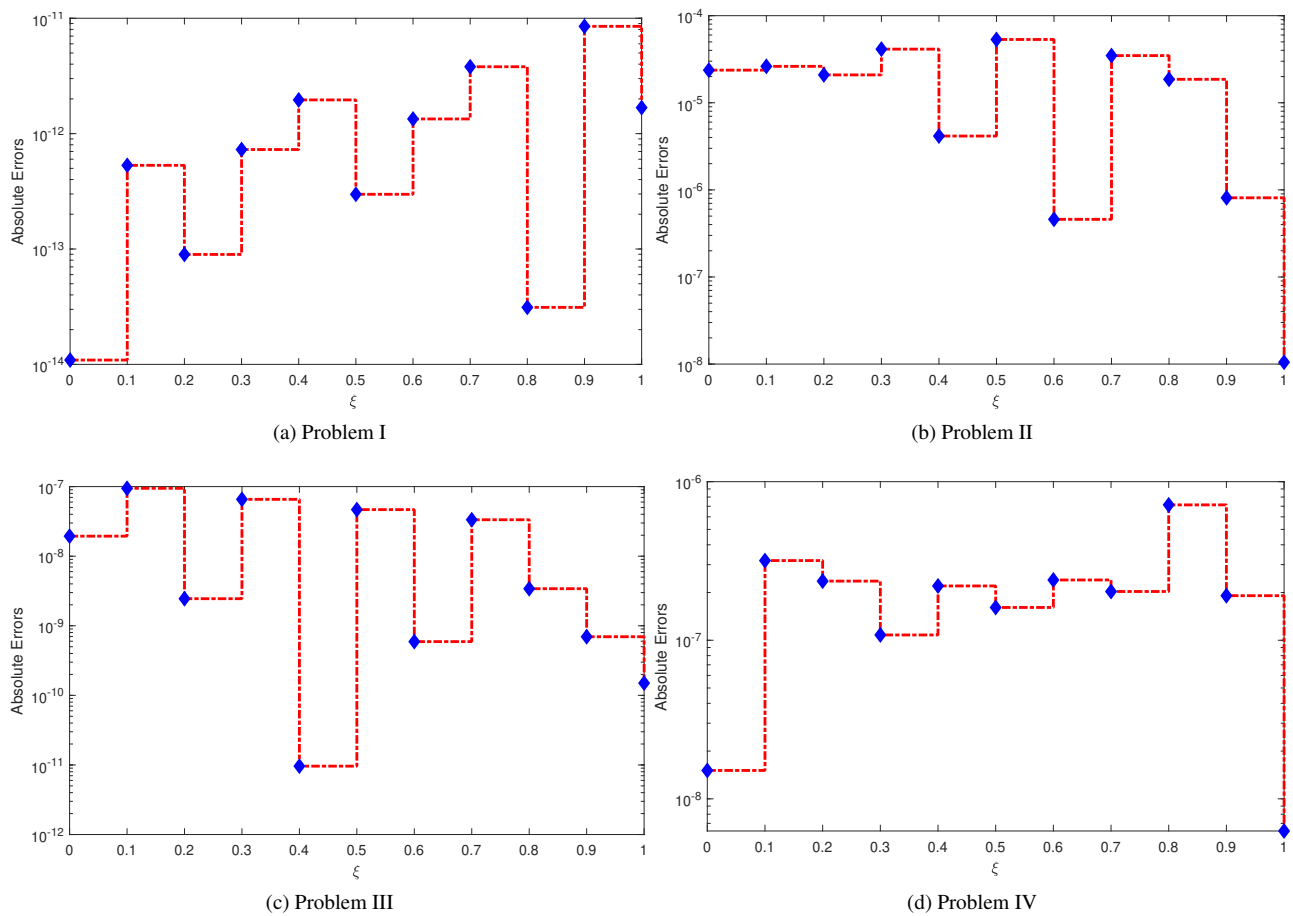 10^-11
10^-12
10^-13
10^-14
Absolute Errors
0 0.1 0.2 0.3 0.4 0.5 0.6 0.7 0.8 0.9 1
ξ
(a) Problem I
10^-4
10^-5
10^-6
10^-7
10^-8
Absolute Errors
0 0.1 0.2 0.3 0.4 0.5 0.6 0.7 0.8 0.9 1
ξ
(b) Problem II
10^-7
10^-8
10^-9
10^-10
10^-11
10^-12
Absolute Errors
0 0.1 0.2 0.3 0.4 0.5 0.6 0.7 0.8 0.9 1
ξ
(c) Problem III
10^-6
10^-7
10^-8
Absolute Errors
0 0.1 0.2 0.3 0.4 0.5 0.6 0.7 0.8 0.9 1
ξ
(d) Problem IV